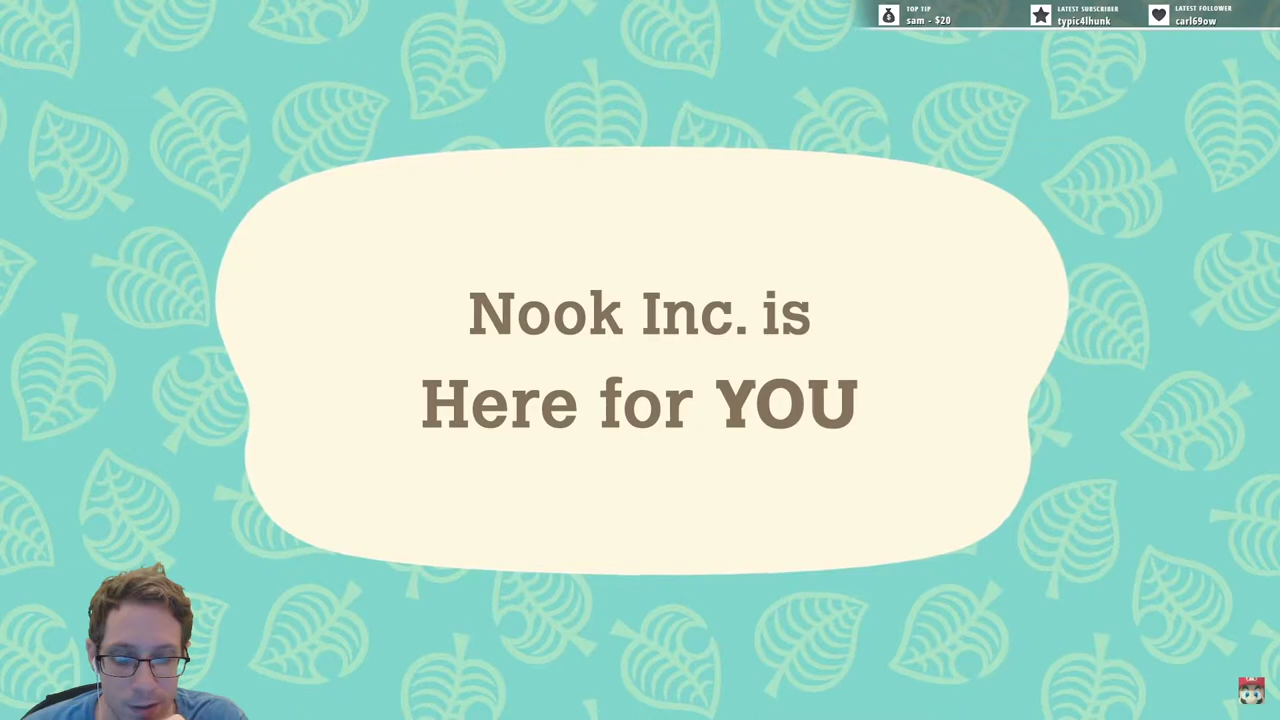 TOP TIP
sam - $20
LATEST SUBSCRIBER
typic4lhunk
LATEST FOLLOWER
carl69ow
Nook Inc. is
Here for YOU